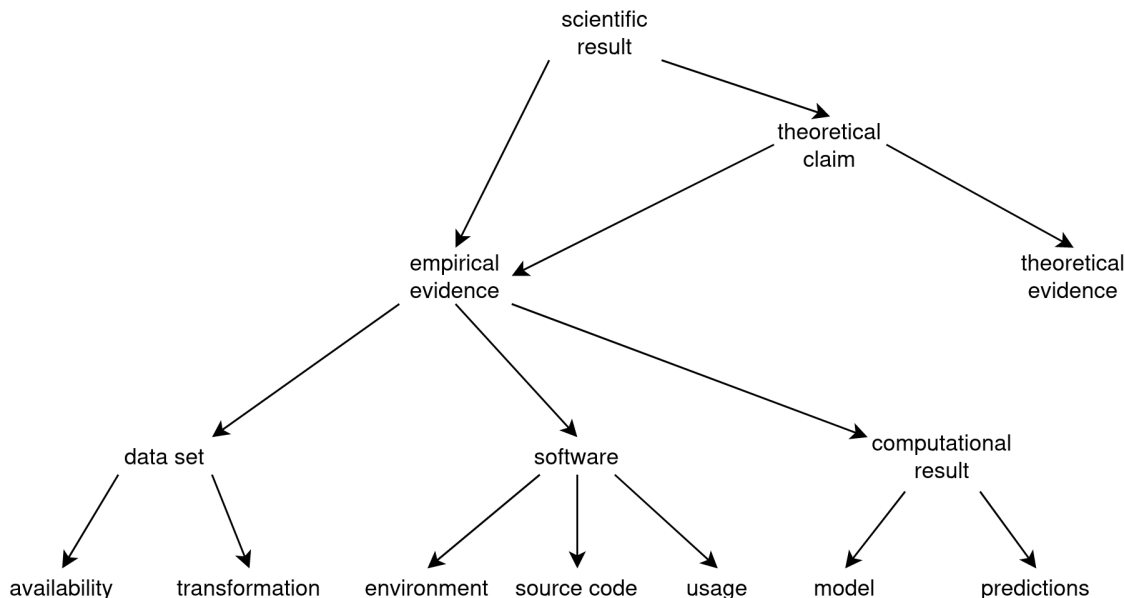 scientific
result
theoretical
claim
empirical
evidence
theoretical
evidence
data set
software
computational
result
availability
transformation
environment
source code
usage
model
predictions